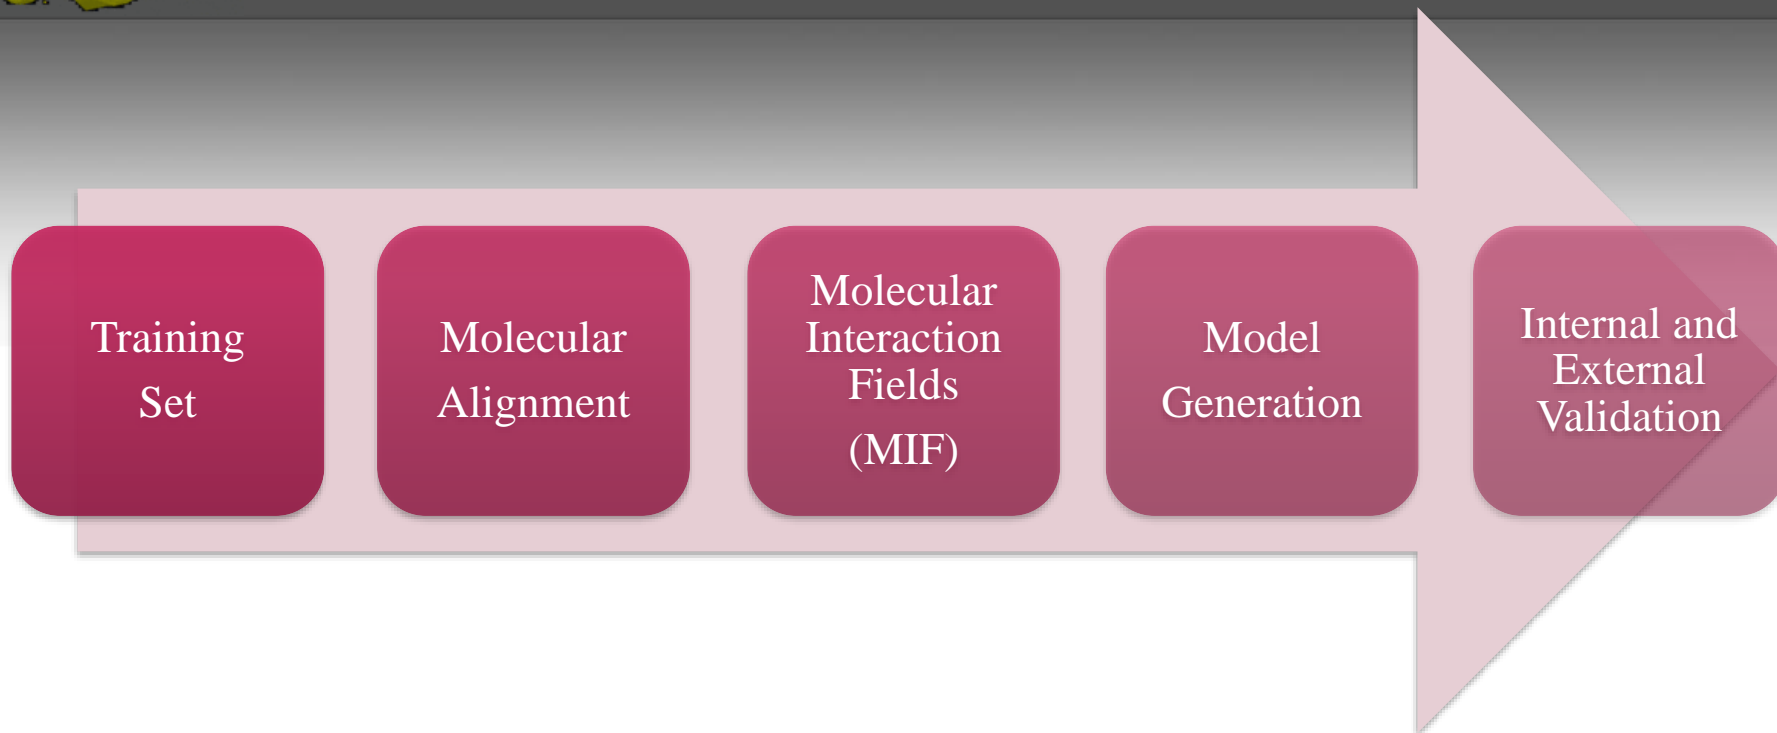 Training
Set
Molecular
Alignment
Molecular
Interaction
Fields
(MIF)
Model
Generation
Internal and
External
Validation